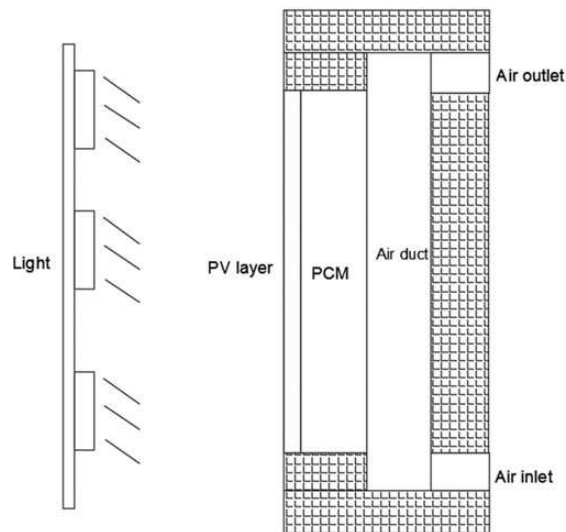 Air outlet
Light
PV layer
PCM
Air duct
Air inlet